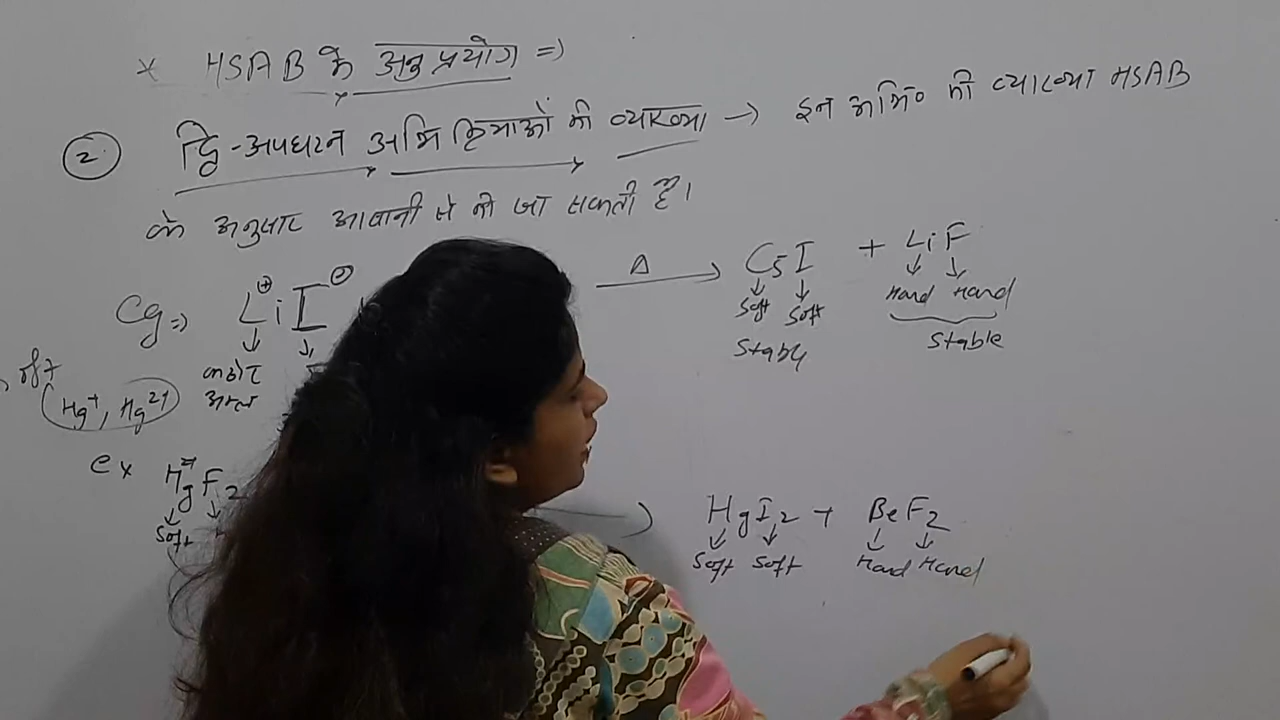 * HSAB के अनु प्रयोग =)
② द्वि-अपघटन अभिक्रियाओं की व्याख्या → इन अभि० की व्याख्या HSAB
के अनुसार आसानी से की जा सकती है।
Eg =) Li⊕ I⊖ Δ → CsI + LiF
कठोर Soft Soft Hard Hard
अम्ल Stable Stable
Hg+, Hg2+
ex HgF2 HgI2 + BeF2
Soft Soft Soft Hard Hard